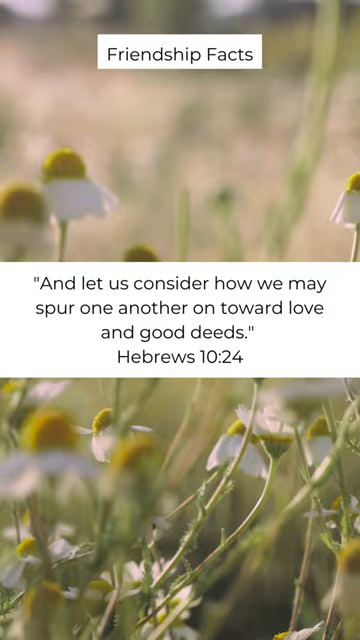 Friendship Facts
"And let us consider how we may
spur one another on toward love
and good deeds."
Hebrews 10:24